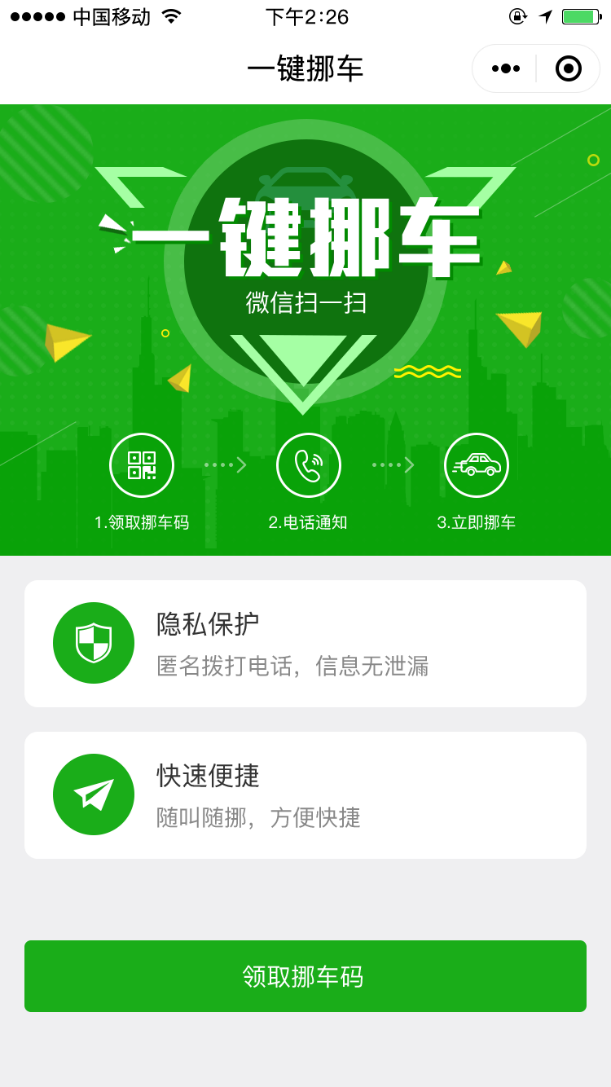 中国移动 下午2:26
一键挪车
一键挪车
微信扫一扫
1.领取挪车码 2.电话通知 3.立即挪车
隐私保护
匿名拨打电话，信息无泄漏
快速便捷
随叫随挪，方便快捷
领取挪车码